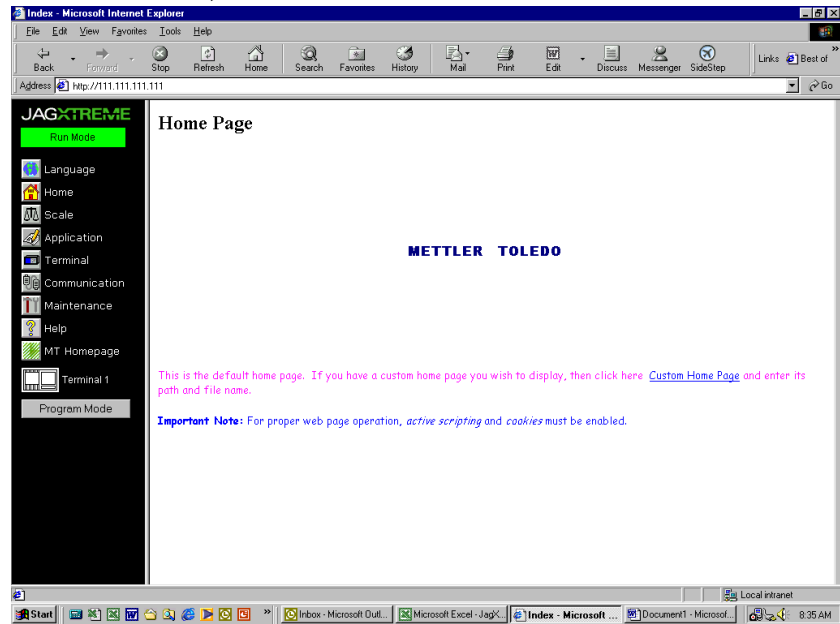 Index - Microsoft Internet Explorer
File Edit View Favorites Tools Help
Back Forward Stop Refresh Home Search Favorites History Mail Print Edit Discuss Messenger SideStep Links Best of »
Address http://111.111.111.111 Go
JAGXTREME
Run Mode
Language
Home
Scale
Application
Terminal
Communication
Maintenance
Help
MT Homepage
Terminal 1
Program Mode
Home Page
METTLER TOLEDO
This is the default home page. If you have a custom home page you wish to display, then click here Custom Home Page and enter its
path and file name.
Important Note: For proper web page operation, active scripting and cookies must be enabled.
Local intranet
Start » Inbox - Microsoft Outl... Microsoft Excel - JagX... Index - Microsoft ... Document1 - Microsof... 8:35 AM